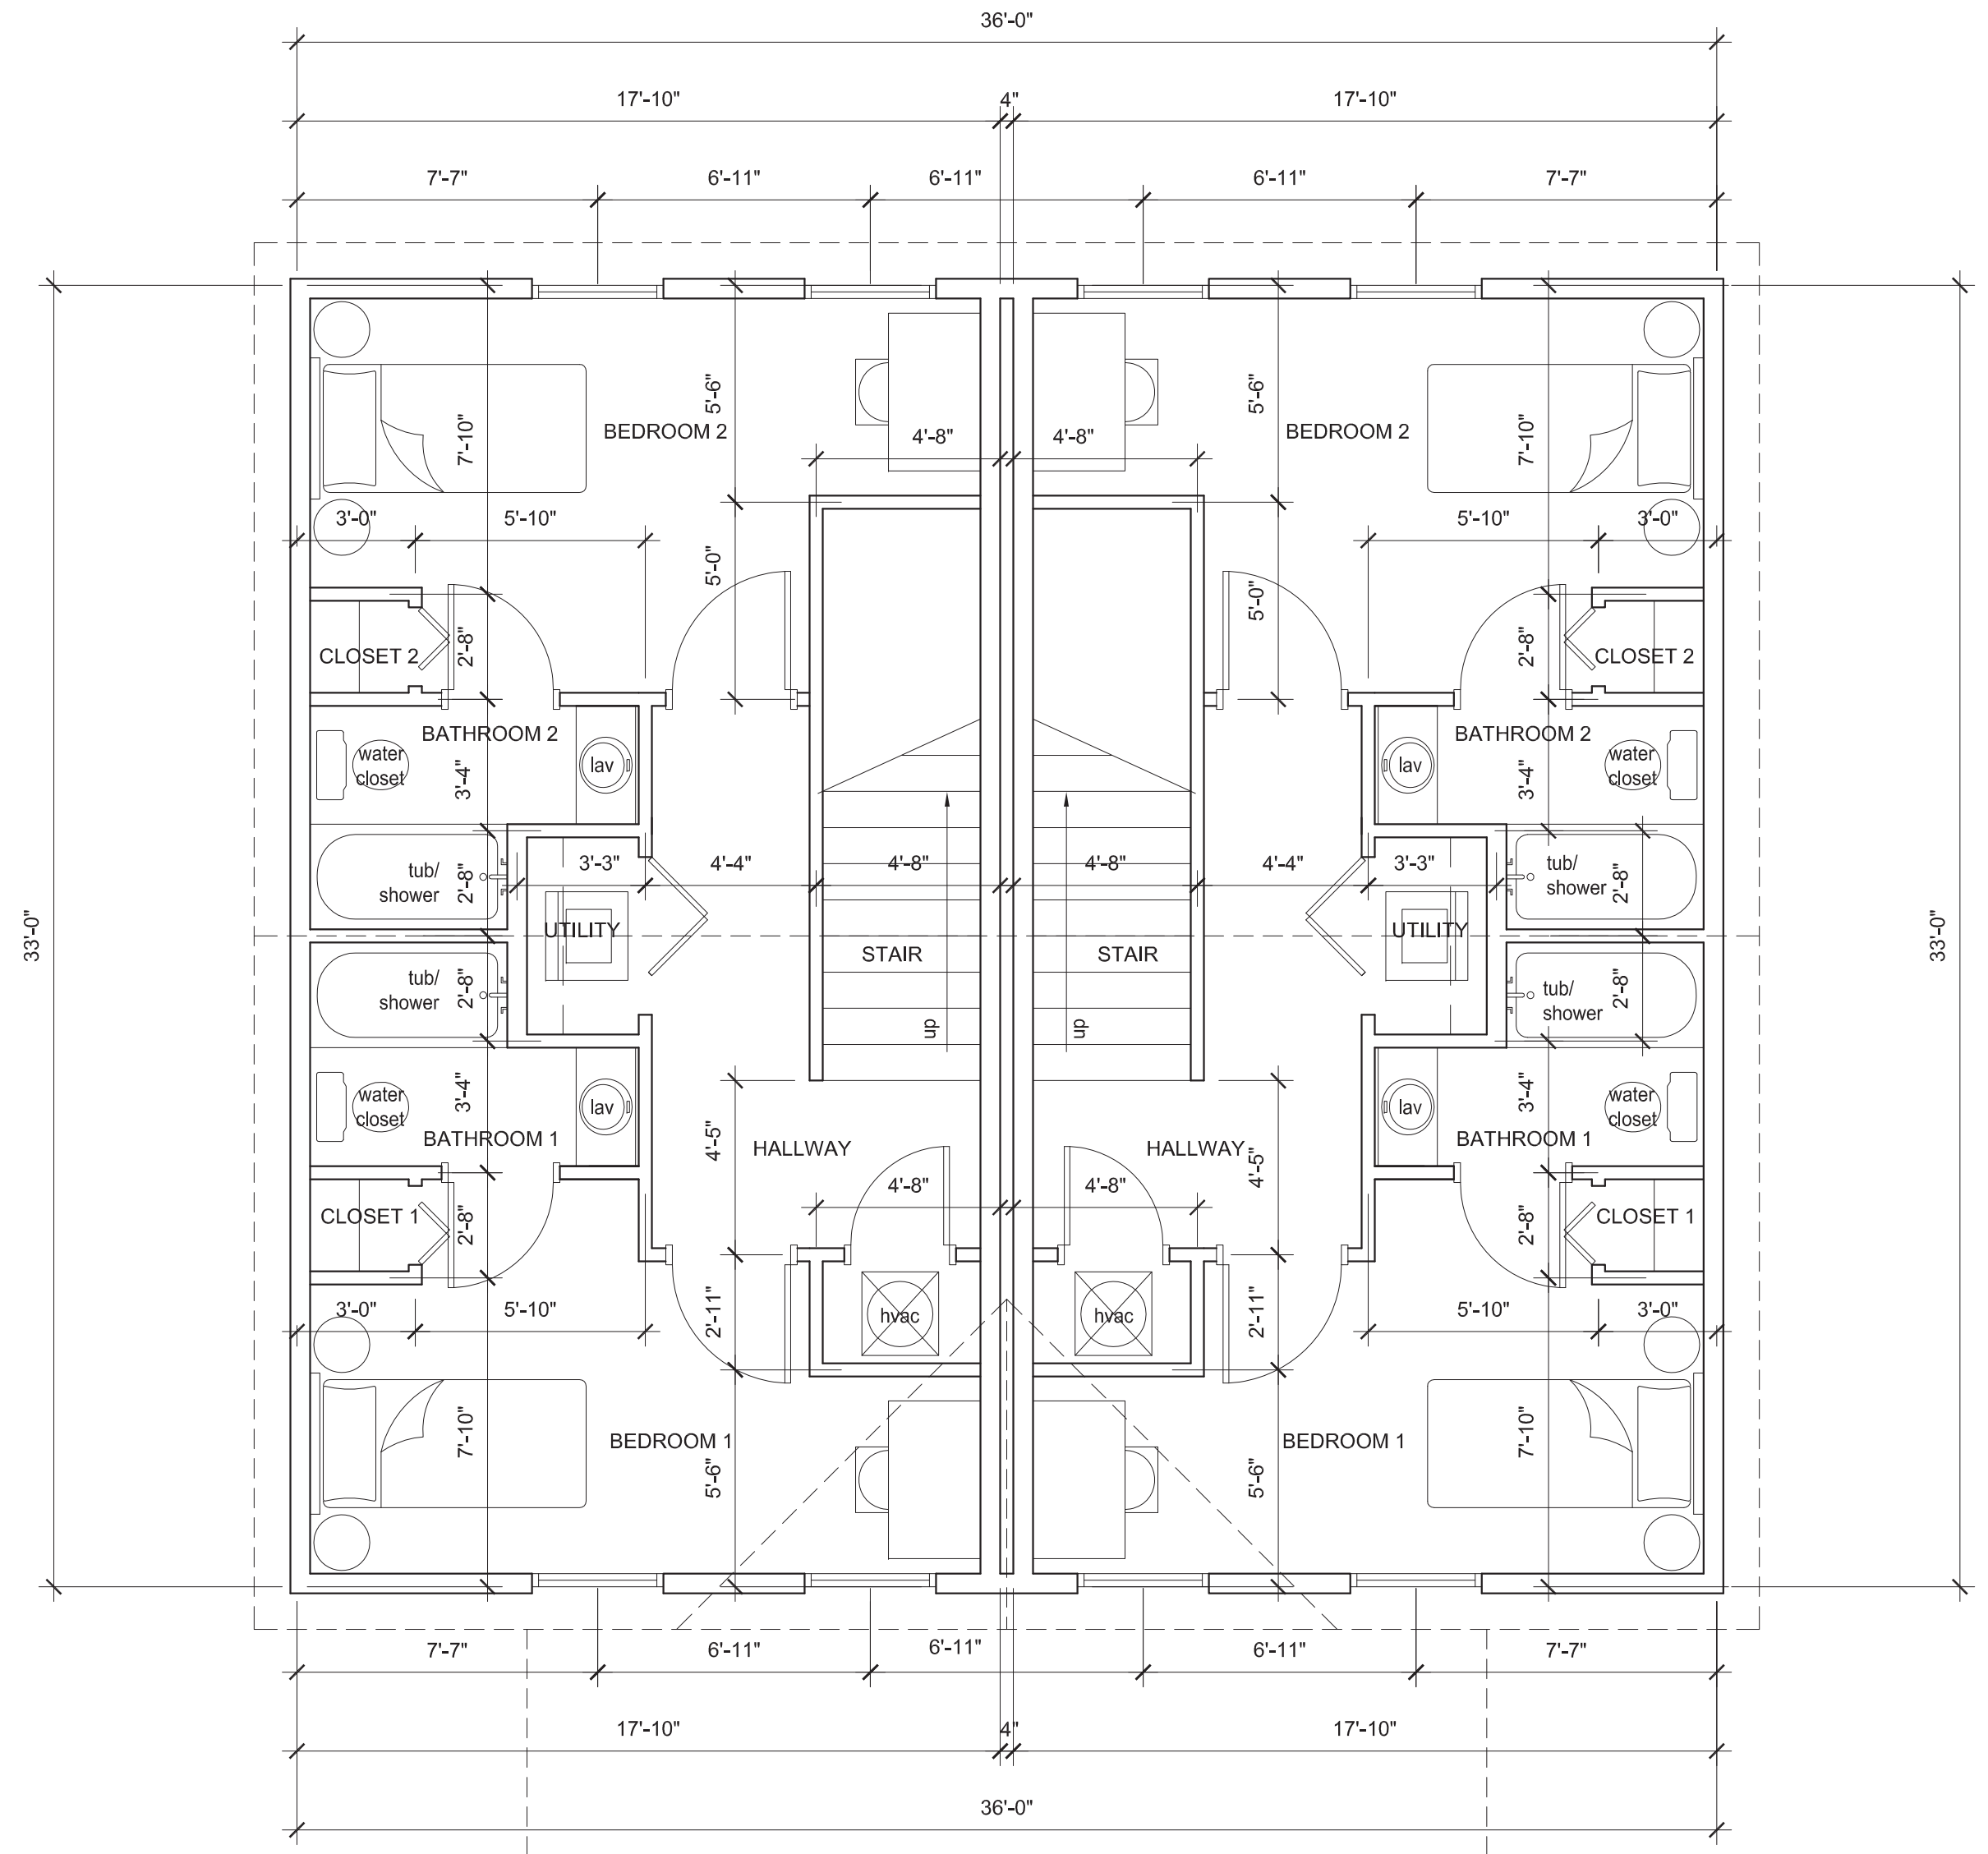 36'-0"
17'-10"
4"
17'-10"
7'-7"
6'-11"
6'-11"
6'-11"
7'-7"
5'-6"
5'-6"
7'-10"
BEDROOM 2
4'-8"
4'-8"
BEDROOM 2
7'-10"
3'-0"
5'-10"
5'-10"
3'-0"
5'-0"
5'-0"
CLOSET 2
2'-8"
2'-8"
CLOSET 2
BATHROOM 2
BATHROOM 2
water
closet
3'-4"
lav
lav
3'-4"
water
closet
tub/
shower
2'-8"
3'-3"
4'-4"
4'-8"
4'-8"
4'-4"
3'-3"
tub/
shower
2'-8"
33'-0"
UTILITY
STAIR
STAIR
UTILITY
33'-0"
tub/
shower
2'-8"
up
up
tub/
shower
2'-8"
water
closet
3'-4"
lav
lav
3'-4"
water
closet
BATHROOM 1
4'-5"
HALLWAY
HALLWAY
4'-5"
BATHROOM 1
CLOSET 1
2'-8"
4'-8"
4'-8"
2'-8"
CLOSET 1
3'-0"
5'-10"
2'-11"
hvac
hvac
2'-11"
5'-10"
3'-0"
7'-10"
BEDROOM 1
BEDROOM 1
7'-10"
5'-6"
5'-6"
7'-7"
6'-11"
6'-11"
6'-11"
7'-7"
17'-10"
4"
17'-10"
36'-0"